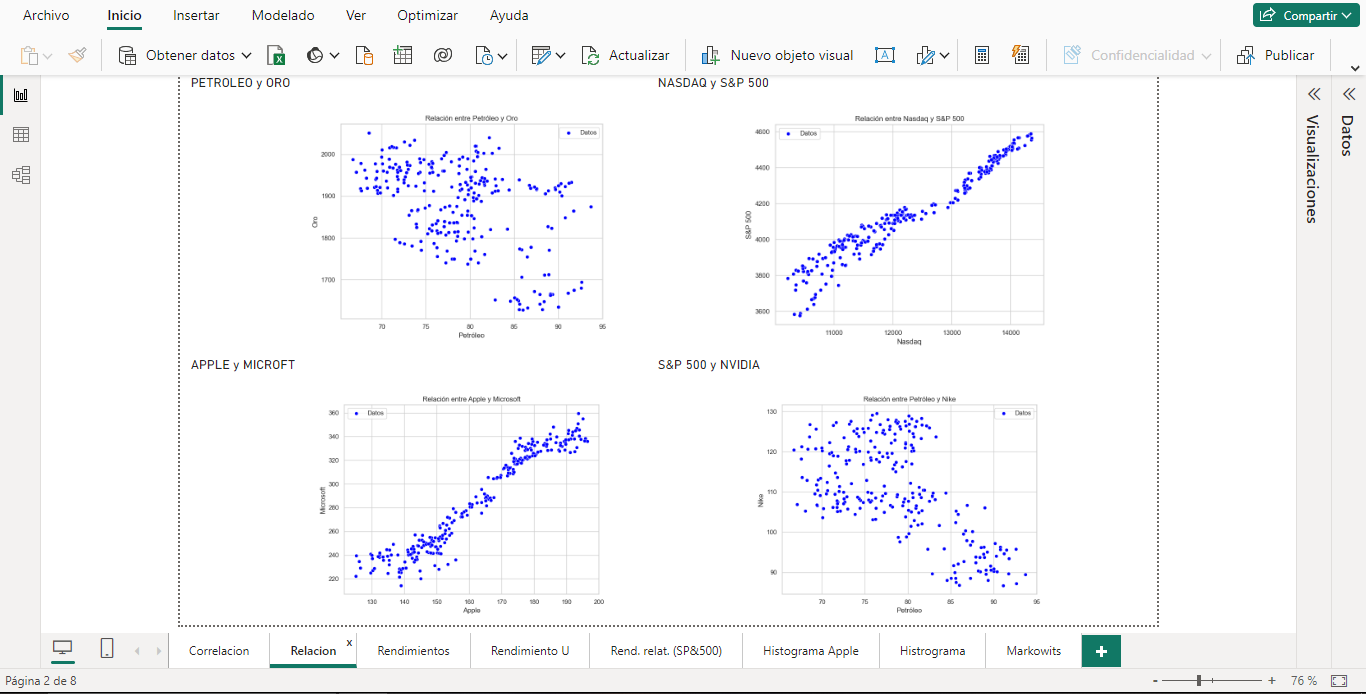 Archivo Inicio Insertar Modelado Ver Optimizar Ayuda Compartir
Obtener datos Actualizar Nuevo objeto visual Confidencialidad Publicar
PETROLEO y ORO
Relación entre Petróleo y Oro
Datos
2000
1900
1800
1700
Oro
70 75 80 85 90 95
Petróleo
NASDAQ y S&P 500
Relación entre Nasdaq y S&P 500
Datos
4600
4400
4200
4000
3800
3600
S&P 500
11000 12000 13000 14000
Nasdaq
APPLE y MICROFT
Relación entre Apple y Microsoft
Datos
360
340
320
300
280
260
240
220
Microsoft
130 140 150 160 170 180 190 200
Apple
S&P 500 y NVIDIA
Relación entre Petróleo y Nike
Datos
130
120
110
100
90
Nike
70 75 80 85 90 95
Petróleo
Visualizaciones
Datos
Correlacion Relacion x Rendimientos Rendimiento U Rend. relat. (SP&500) Histograma Apple Histrograma Markowits +
Página 2 de 8 - + 76 %